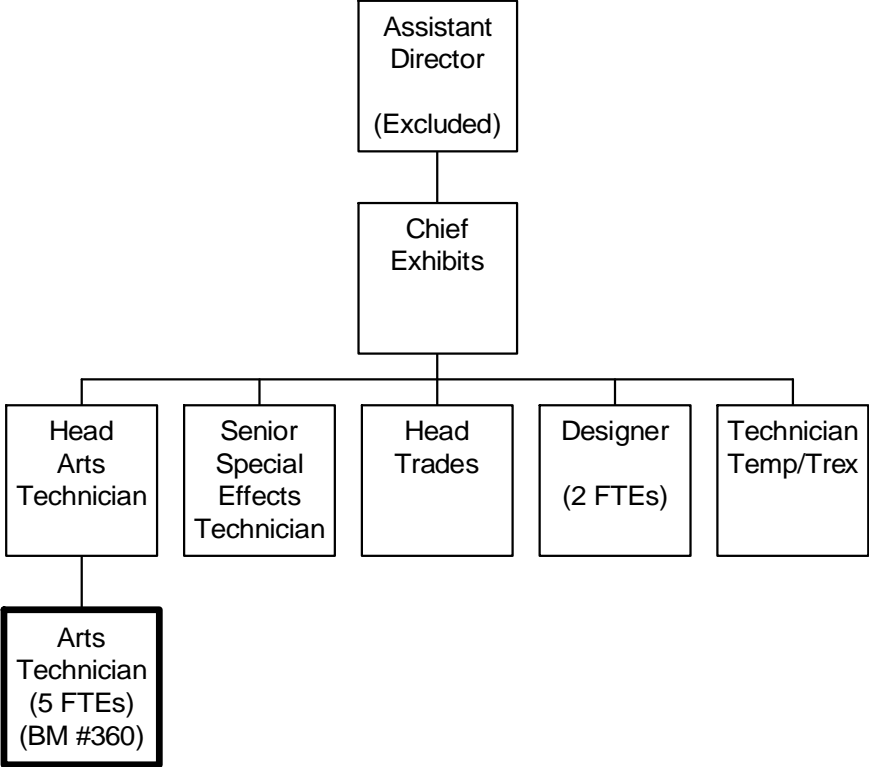 Assistant
Director
(Excluded)
Chief
Exhibits
Head
Arts
Technician
Senior
Special
Effects
Technician
Head
Trades
Designer
(2 FTEs)
Technician
Temp/Trex
Arts
Technician
(5 FTEs)
(BM #360)